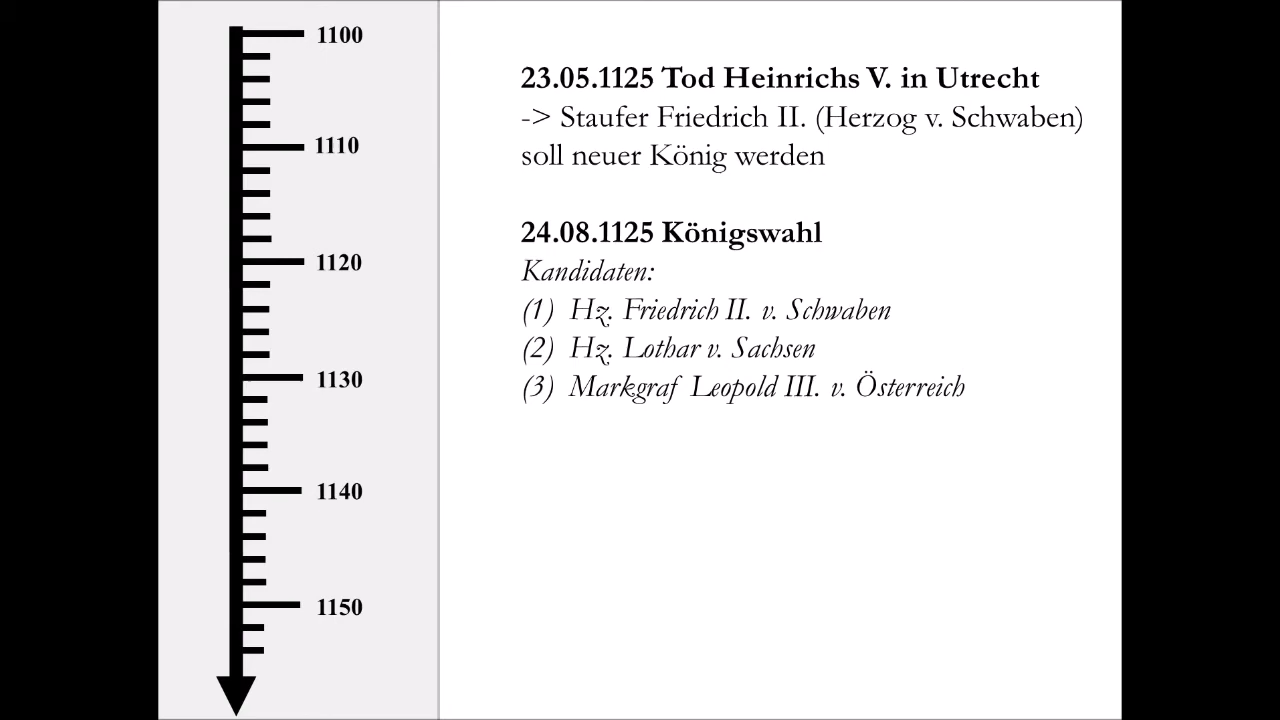 1100
1110
1120
1130
1140
1150
23.05.1125 Tod Heinrichs V. in Utrecht
-> Staufer Friedrich II. (Herzog v. Schwaben)
soll neuer König werden
24.08.1125 Königswahl
Kandidaten:
(1) Hz. Friedrich II. v. Schwaben
(2) Hz. Lothar v. Sachsen
(3) Markgraf Leopold III. v. Österreich